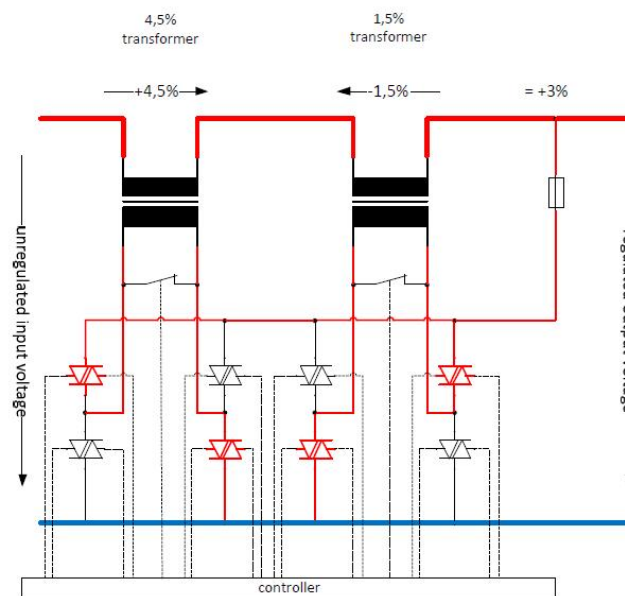 4,5%
transformer
1,5%
transformer
+4,5%
-1,5%
= +3%
unregulated input voltage
controller